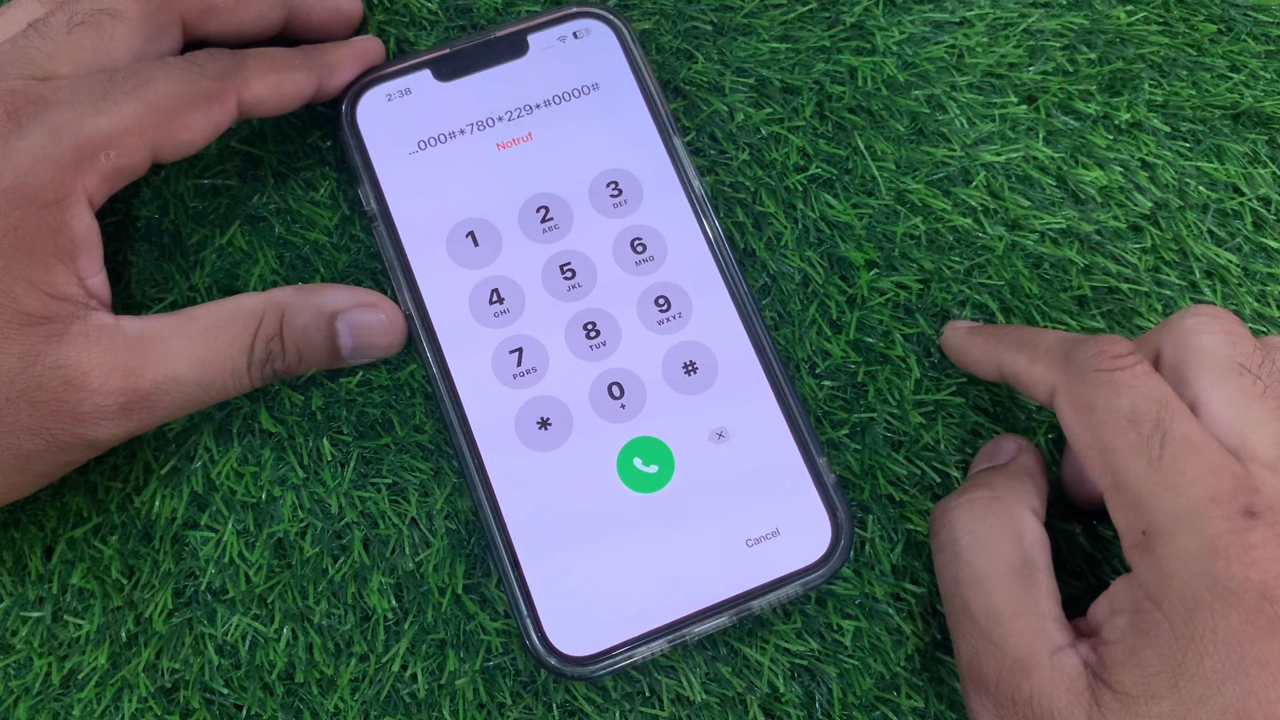 2:38
...000#*780*229*#0000#
Notruf
1
2
ABC
3
DEF
4
GHI
5
JKL
6
MNO
7
PQRS
8
TUV
9
WXYZ
*
0
+
#
Cancel